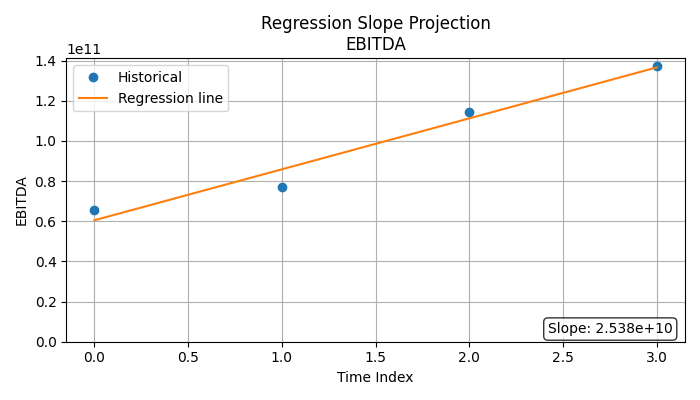 Regression Slope Projection
EBITDA
1e11
Historical
Regression line
1.4
1.2
1.0
0.8
0.6
0.4
0.2
0.0
EBITDA
Slope: 2.538e+10
0.0 0.5 1.0 1.5 2.0 2.5 3.0
Time Index